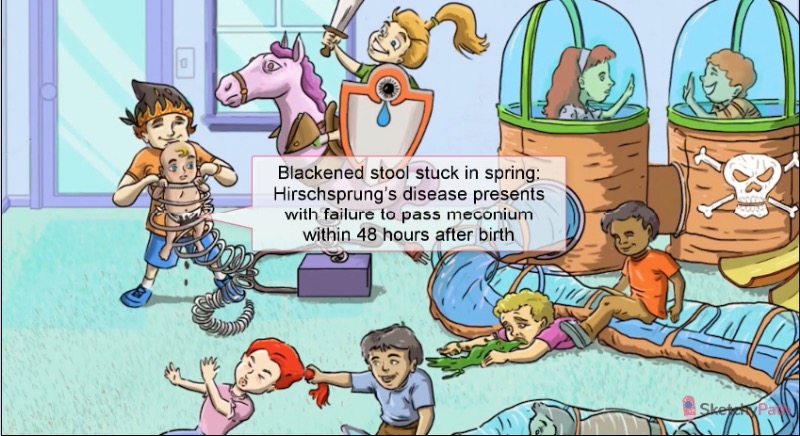 Blackened stool stuck in spring:
Hirschsprung's disease presents
with failure to pass meconium
within 48 hours after birth
SketchyPath